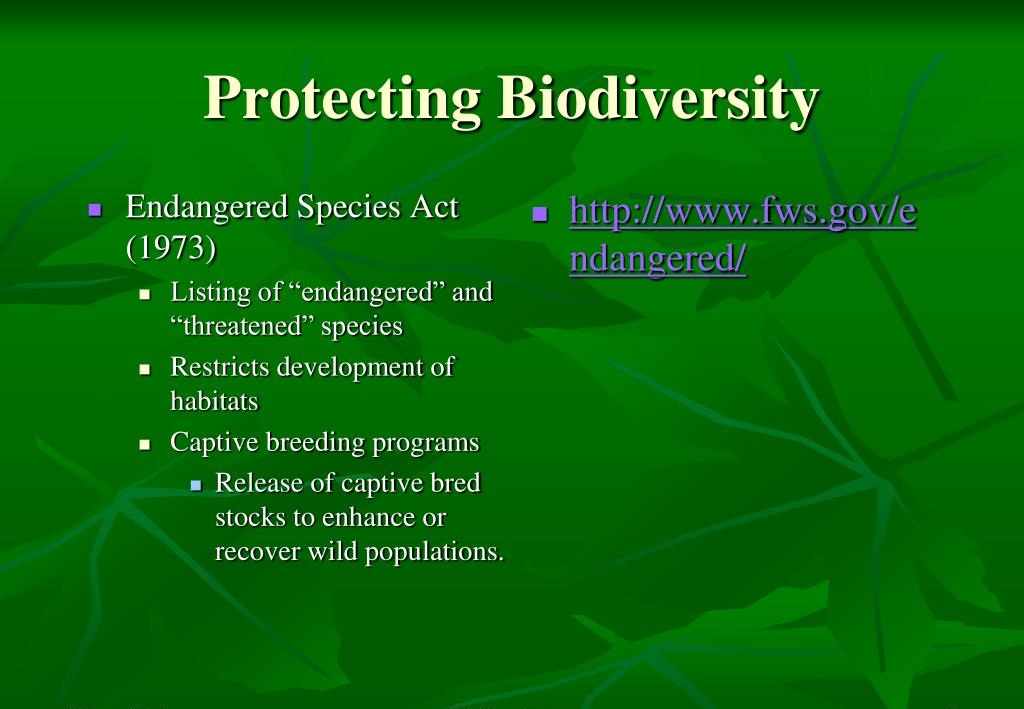 Protecting Biodiversity
Endangered Species Act
(1973)
Listing of “endangered” and
“threatened” species
Restricts development of
habitats
Captive breeding programs
Release of captive bred
stocks to enhance or
recover wild populations.
http://www.fws.gov/e
ndangered/